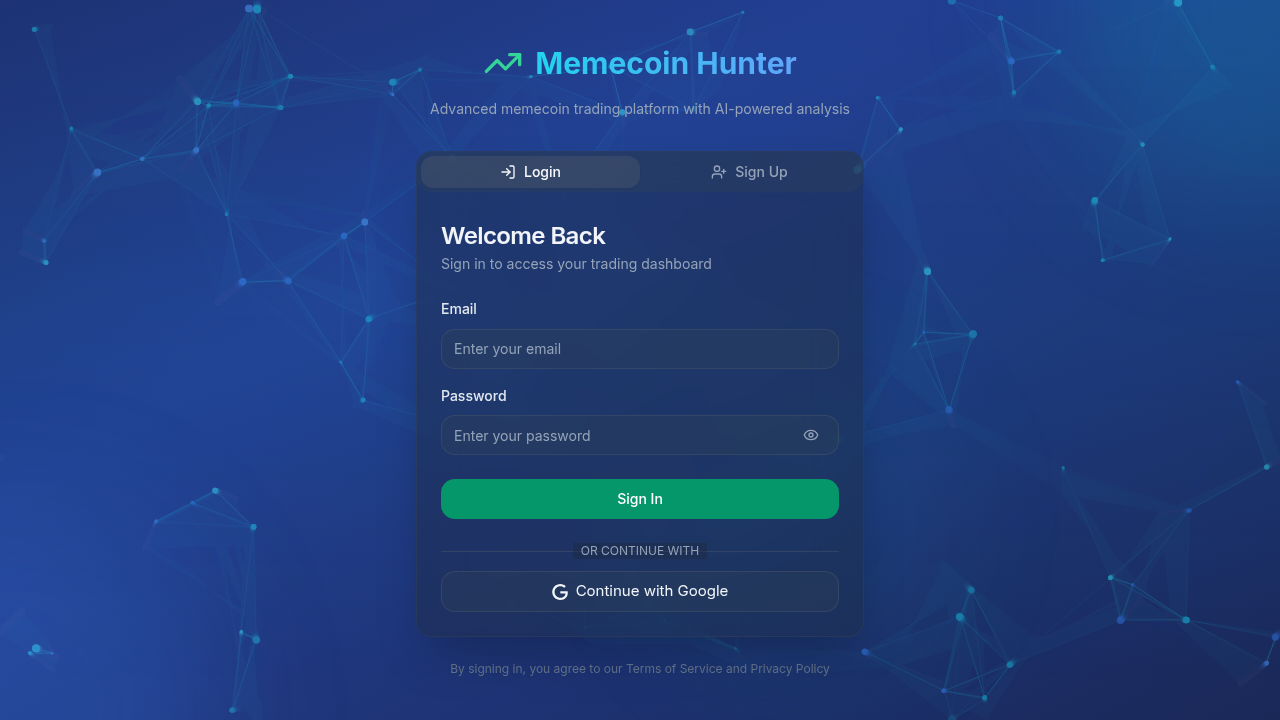 Memecoin Hunter
Advanced memecoin trading platform with AI-powered analysis
Login
Sign Up
Welcome Back
Sign in to access your trading dashboard
Email
Enter your email
Password
Enter your password
Sign In
OR CONTINUE WITH
Continue with Google
By signing in, you agree to our Terms of Service and Privacy Policy